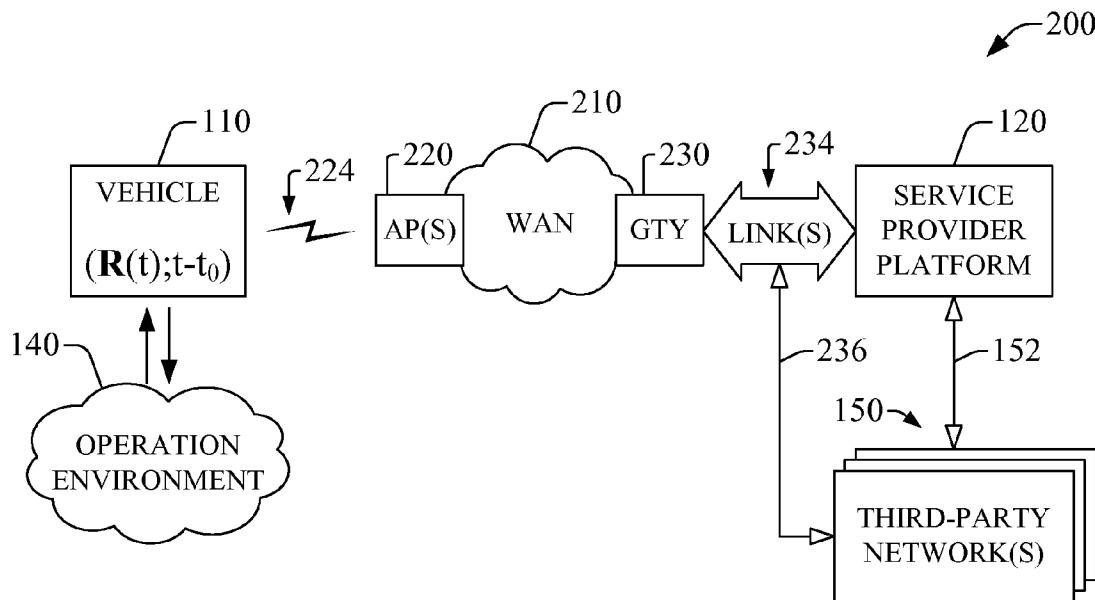 200
110
210
120
220
230
234
224
VEHICLE
(R(t);t-t₀)
AP(S)
WAN
GTY
LINK(S)
SERVICE
PROVIDER
PLATFORM
140
236
152
150
OPERATION
ENVIRONMENT
THIRD-PARTY
NETWORK(S)